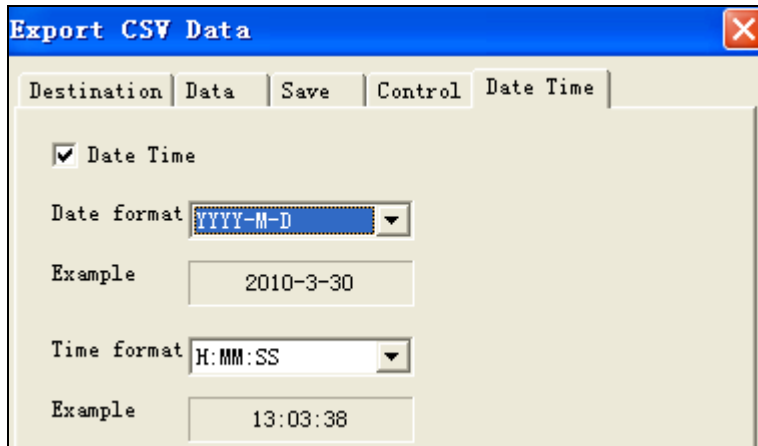 Export CSV Data
Destination Data Save Control Date Time
Date Time
Date format YYYY-M-D
Example 2010-3-30
Time format H:MM:SS
Example 13:03:38